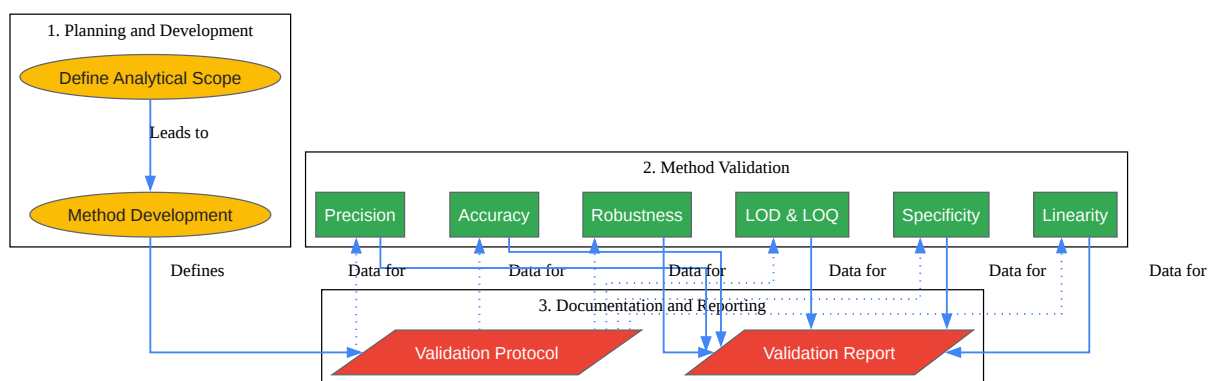 1. Planning and Development
Define Analytical Scope
Leads to
2. Method Validation
Method Development
Precision
Accuracy
Robustness
LOD & LOQ
Specificity
Linearity
Defines
Data for
Data for
Data for
Data for
Data for
Data for
3. Documentation and Reporting
Validation Protocol
Validation Report